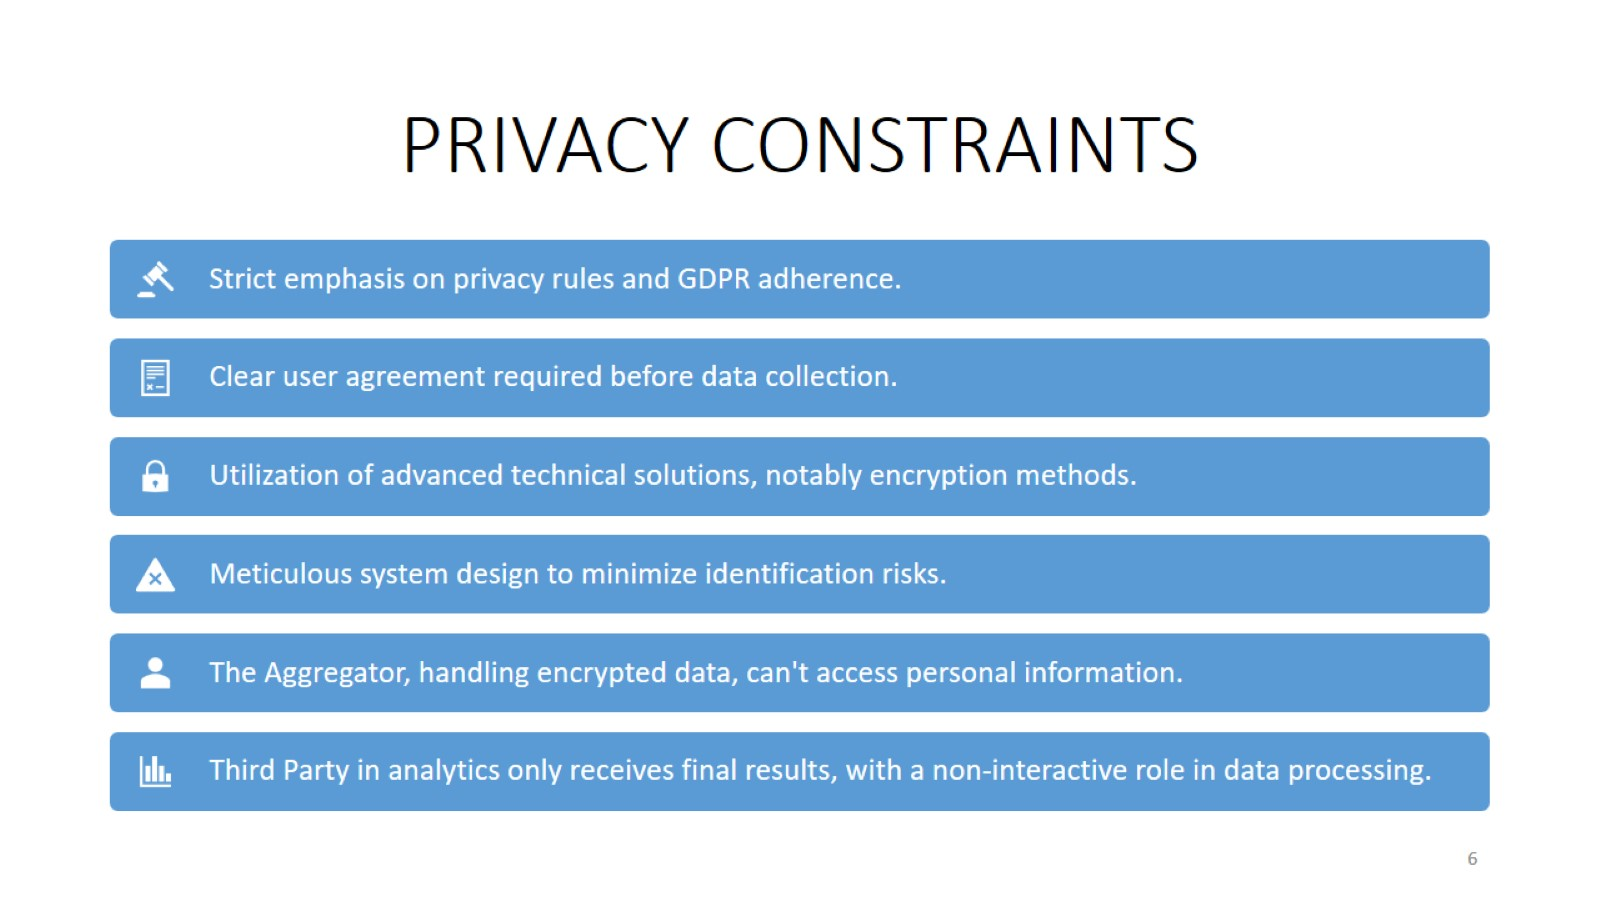 PRIVACY CONSTRAINTS
Strict emphasis on privacy rules and GDPR adherence.
Clear user agreement required before data collection.
Utilization of advanced technical solutions, notably encryption methods.
Meticulous system design to minimize identification risks.
The Aggregator, handling encrypted data, can't access personal information.
Third Party in analytics only receives final results, with a non-interactive role in data processing.
6